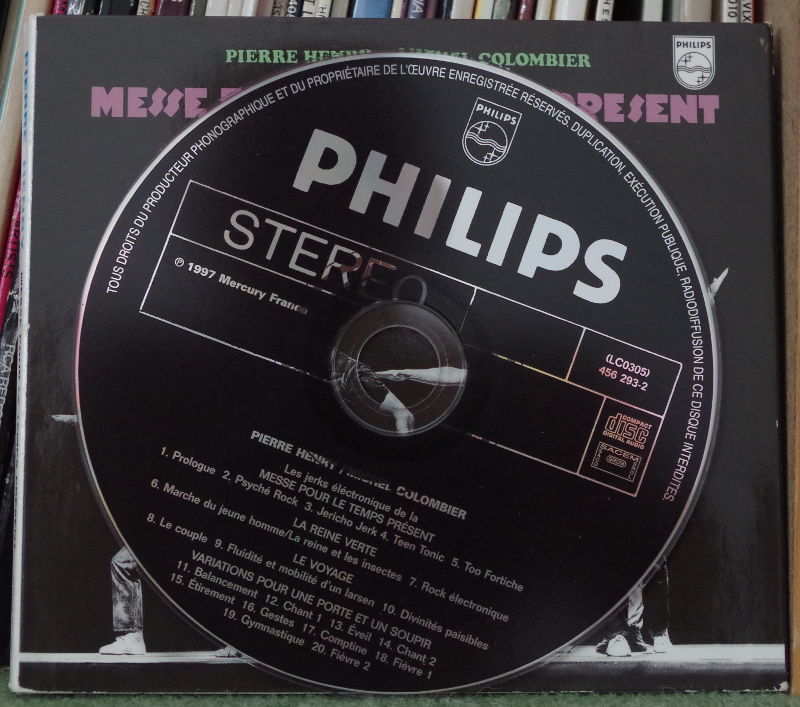 PIERRE COLOMBIER
MESSE PRESENT
PHILIPS
TOUS DROITS DU PRODUCTEUR PHONOGRAPHIQUE ET DU PROPRIÉTAIRE DE L'ŒUVRE ENREGISTRÉE RÉSERVÉS. DUPLICATION, EXÉCUTION PUBLIQUE, RADIODIFFUSION DE CE DISQUE INTERDITES.
PHILIPS
PHILIPS
STEREO
℗ 1997 Mercury France
(LC0305)
456 293-2
COMPACT
disc
DIGITAL AUDIO
SACEM
PIERRE HENRY / MICHEL COLOMBIER
Les jerks éléctronique de la
MESSE POUR LE TEMPS PRÉSENT
1. Prologue 2. Psyché Rock 3. Jericho Jerk 4. Teen Tonic 5. Too Fortiche
LA REINE VERTE
6. Marche du jeune homme/La reine et les insectes 7. Rock électronique
LE VOYAGE
8. Le couple 9. Fluidité et mobilité d'un larsen 10. Divinités paisibles
VARIATIONS POUR UNE PORTE ET UN SOUPIR
11. Balancement 12. Chant 1 13. Éveil 14. Chant 2
15. Étirement 16. Gestes 17. Comptine 18. Fièvre 1
19. Gymnastique 20. Fièvre 2